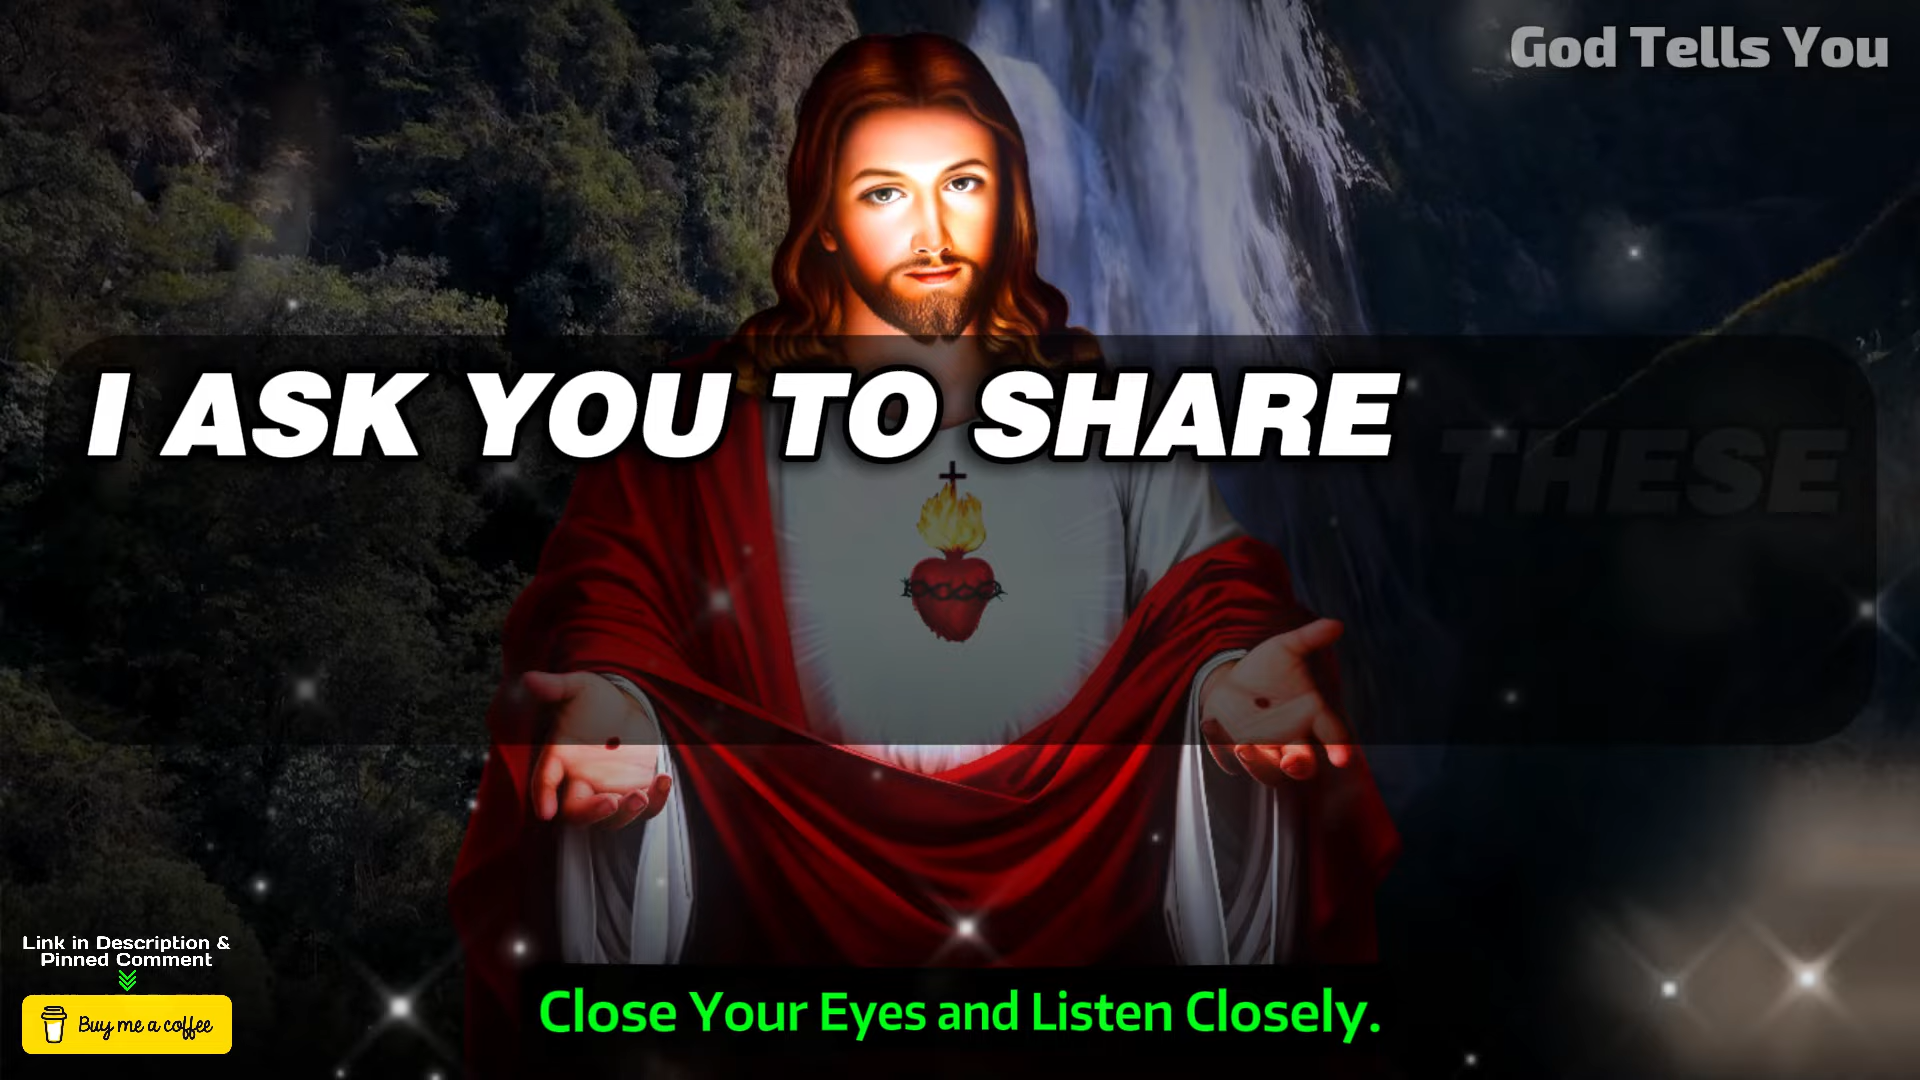 God Tells You
I ASK YOU TO SHARE THESE
Link in Description &
Pinned Comment
Buy me a coffee
Close Your Eyes and Listen Closely.